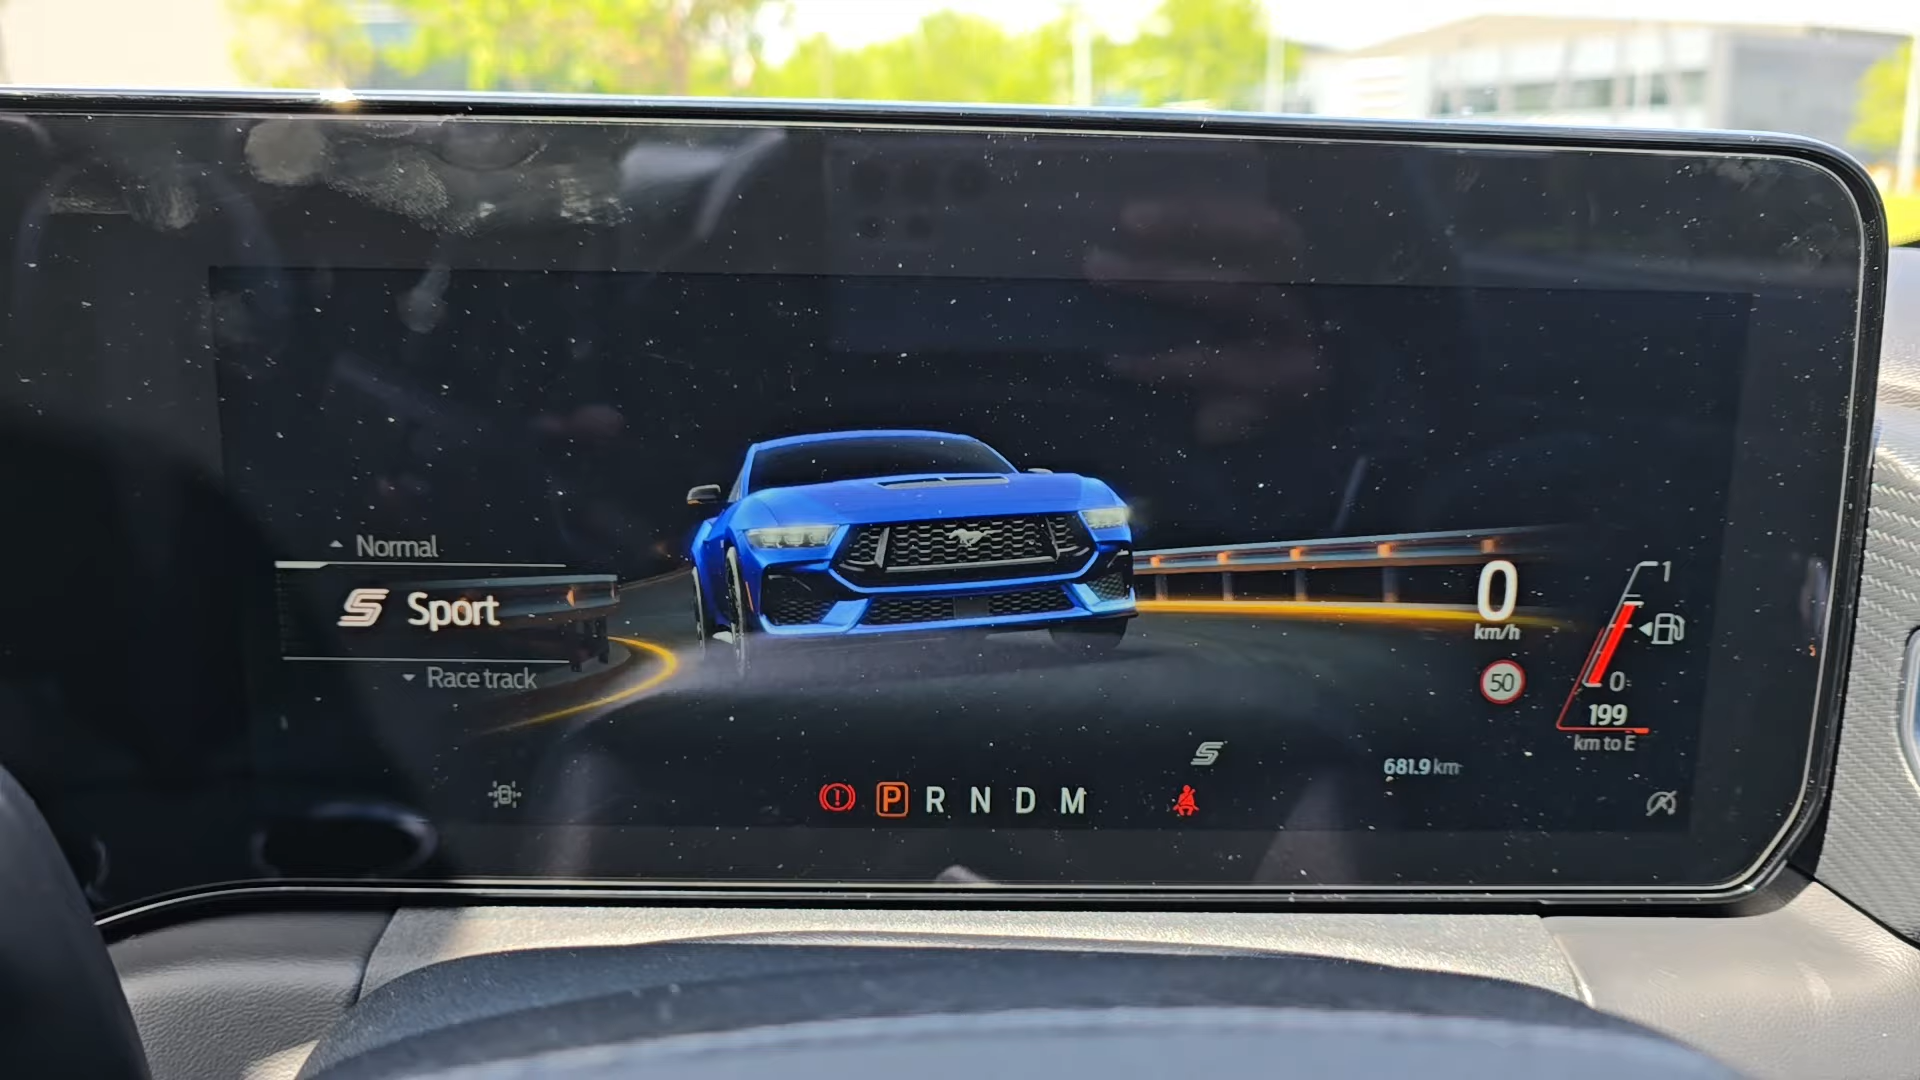 Normal
Sport
Race track
0
km/h
50
1
0
199
km to E
681.9 km
P R N D M